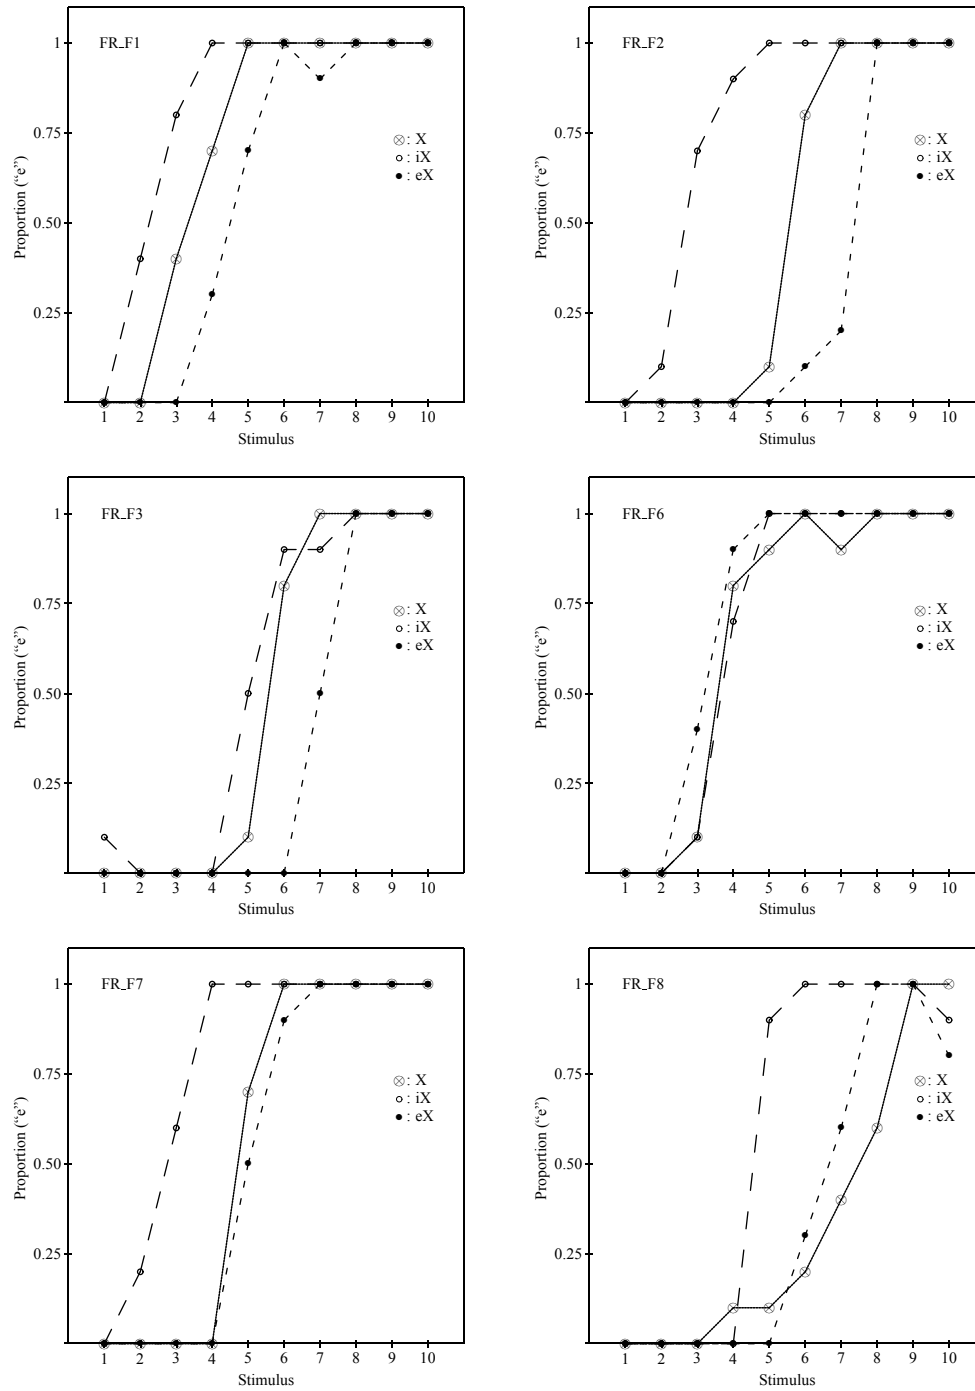 FR_F1
1
0.75
0.50
0.25
Proportion (“e”)
⊗: X
○: iX
●: eX
1 2 3 4 5 6 7 8 9 10
Stimulus
FR_F2
1
0.75
0.50
0.25
Proportion (“e”)
⊗: X
○: iX
●: eX
1 2 3 4 5 6 7 8 9 10
Stimulus
FR_F3
1
0.75
0.50
0.25
Proportion (“e”)
⊗: X
○: iX
●: eX
1 2 3 4 5 6 7 8 9 10
Stimulus
FR_F6
1
0.75
0.50
0.25
Proportion (“e”)
⊗: X
○: iX
●: eX
1 2 3 4 5 6 7 8 9 10
Stimulus
FR_F7
1
0.75
0.50
0.25
Proportion (“e”)
⊗: X
○: iX
●: eX
1 2 3 4 5 6 7 8 9 10
Stimulus
FR_F8
1
0.75
0.50
0.25
Proportion (“e”)
⊗: X
○: iX
●: eX
1 2 3 4 5 6 7 8 9 10
Stimulus